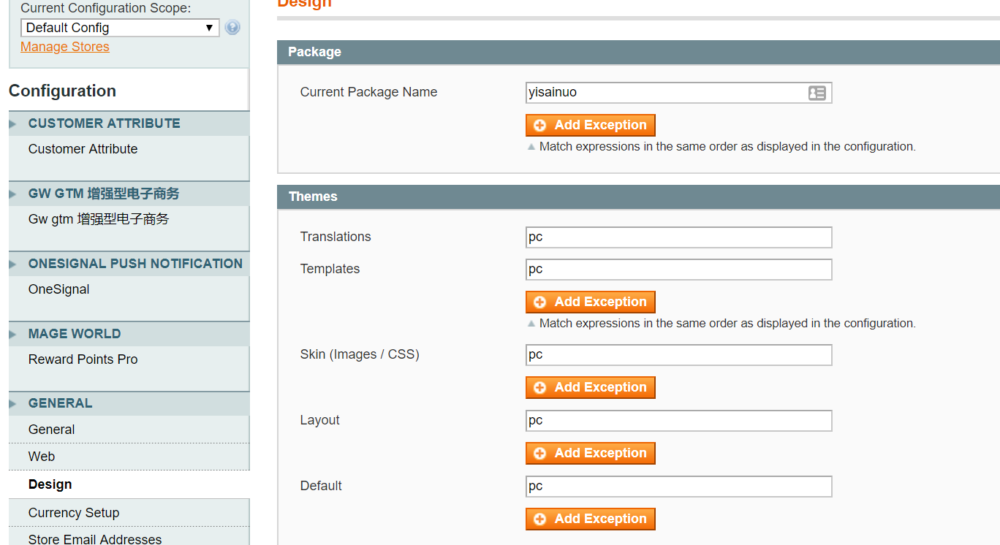 Current Configuration Scope:
Default Config
Manage Stores
Configuration
CUSTOMER ATTRIBUTE
Customer Attribute
GW GTM 增强型电子商务
Gw gtm 增强型电子商务
ONESIGNAL PUSH NOTIFICATION
OneSignal
MAGE WORLD
Reward Points Pro
GENERAL
General
Web
Design
Currency Setup
Store Email Addresses
Design
Package
Current Package Name
yisainuo
Add Exception
Match expressions in the same order as displayed in the configuration.
Themes
Translations
pc
Templates
pc
Add Exception
Match expressions in the same order as displayed in the configuration.
Skin (Images / CSS)
pc
Add Exception
Layout
pc
Add Exception
Default
pc
Add Exception